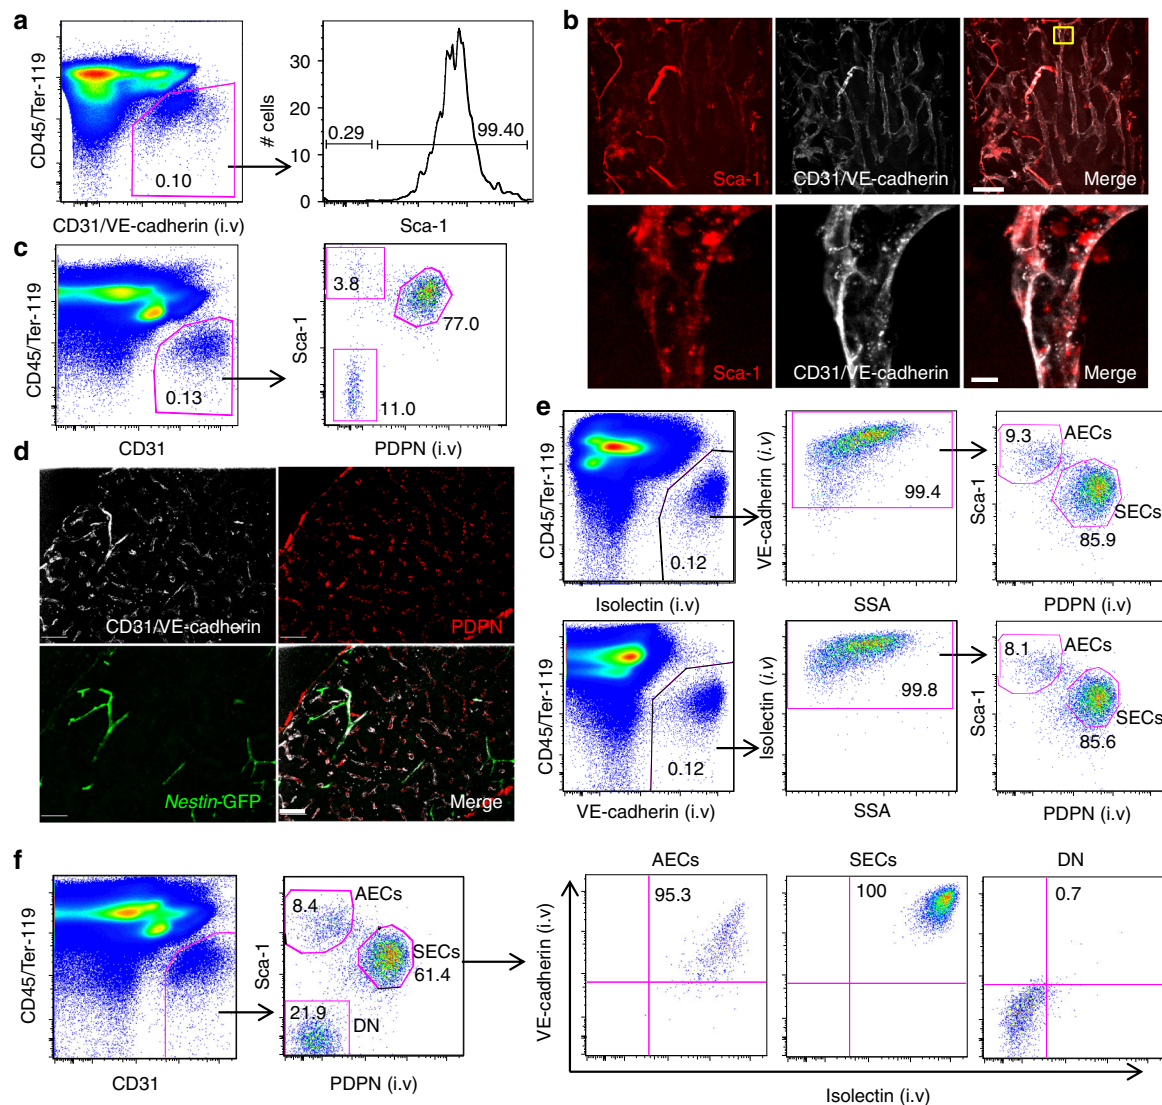 a
CD45/Ter-119
0.10
CD31/VE-cadherin (i.v)
# cells
30
20
10
0
0.29
99.40
Sca-1
b
Sca-1
CD31/VE-cadherin
Merge
Sca-1
CD31/VE-cadherin
Merge
c
CD45/Ter-119
0.13
CD31
Sca-1
3.8
77.0
11.0
PDPN (i.v)
d
CD31/VE-cadherin
PDPN
Nestin-GFP
Merge
e
CD45/Ter-119
0.12
Isolectin (i.v)
VE-cadherin (i.v)
99.4
SSA
Sca-1
9.3
AECs
SECs
85.9
PDPN (i.v)
CD45/Ter-119
0.12
VE-cadherin (i.v)
Isolectin (i.v)
99.8
SSA
Sca-1
8.1
AECs
SECs
85.6
PDPN (i.v)
f
CD45/Ter-119
CD31
Sca-1
8.4
AECs
SECs
61.4
21.9
DN
PDPN (i.v)
AECs
SECs
DN
VE-cadherin (i.v)
95.3
100
0.7
Isolectin (i.v)